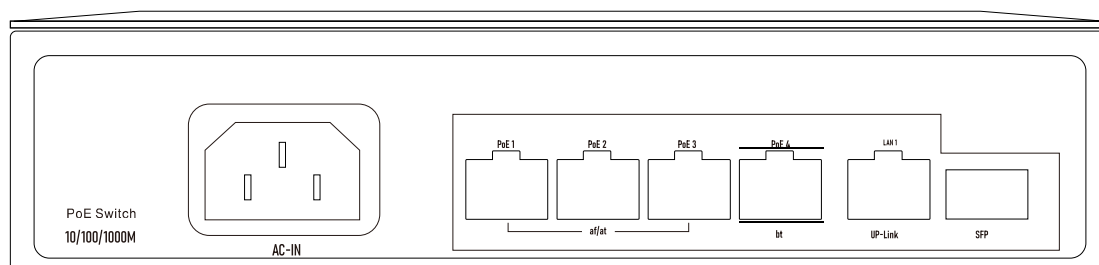 PoE Switch
10/100/1000M
AC-IN
PoE 1 PoE 2 PoE 3 PoE 4 LAN 1
af/at bt UP-Link SFP